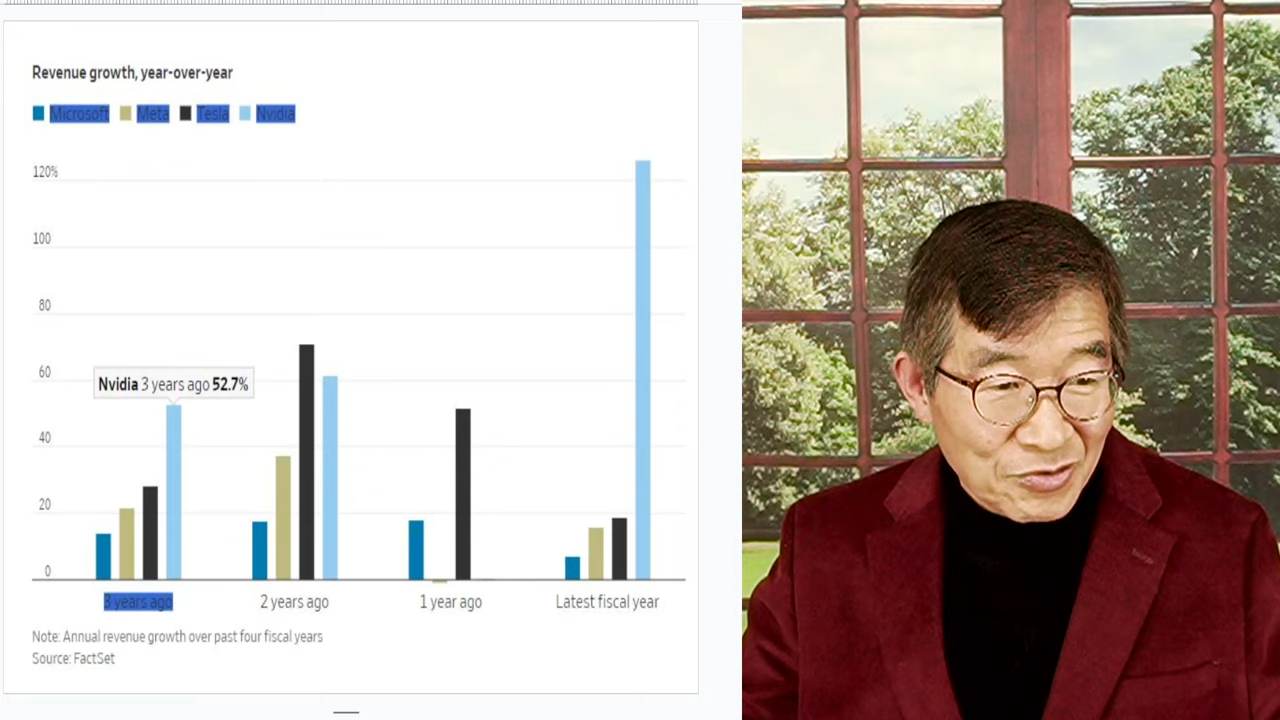 Revenue growth, year-over-year
Microsoft Meta Tesla Nvidia
120%
100
80
60
Nvidia 3 years ago 52.7%
40
20
0
3 years ago 2 years ago 1 year ago Latest fiscal year
Note: Annual revenue growth over past four fiscal years
Source: FactSet